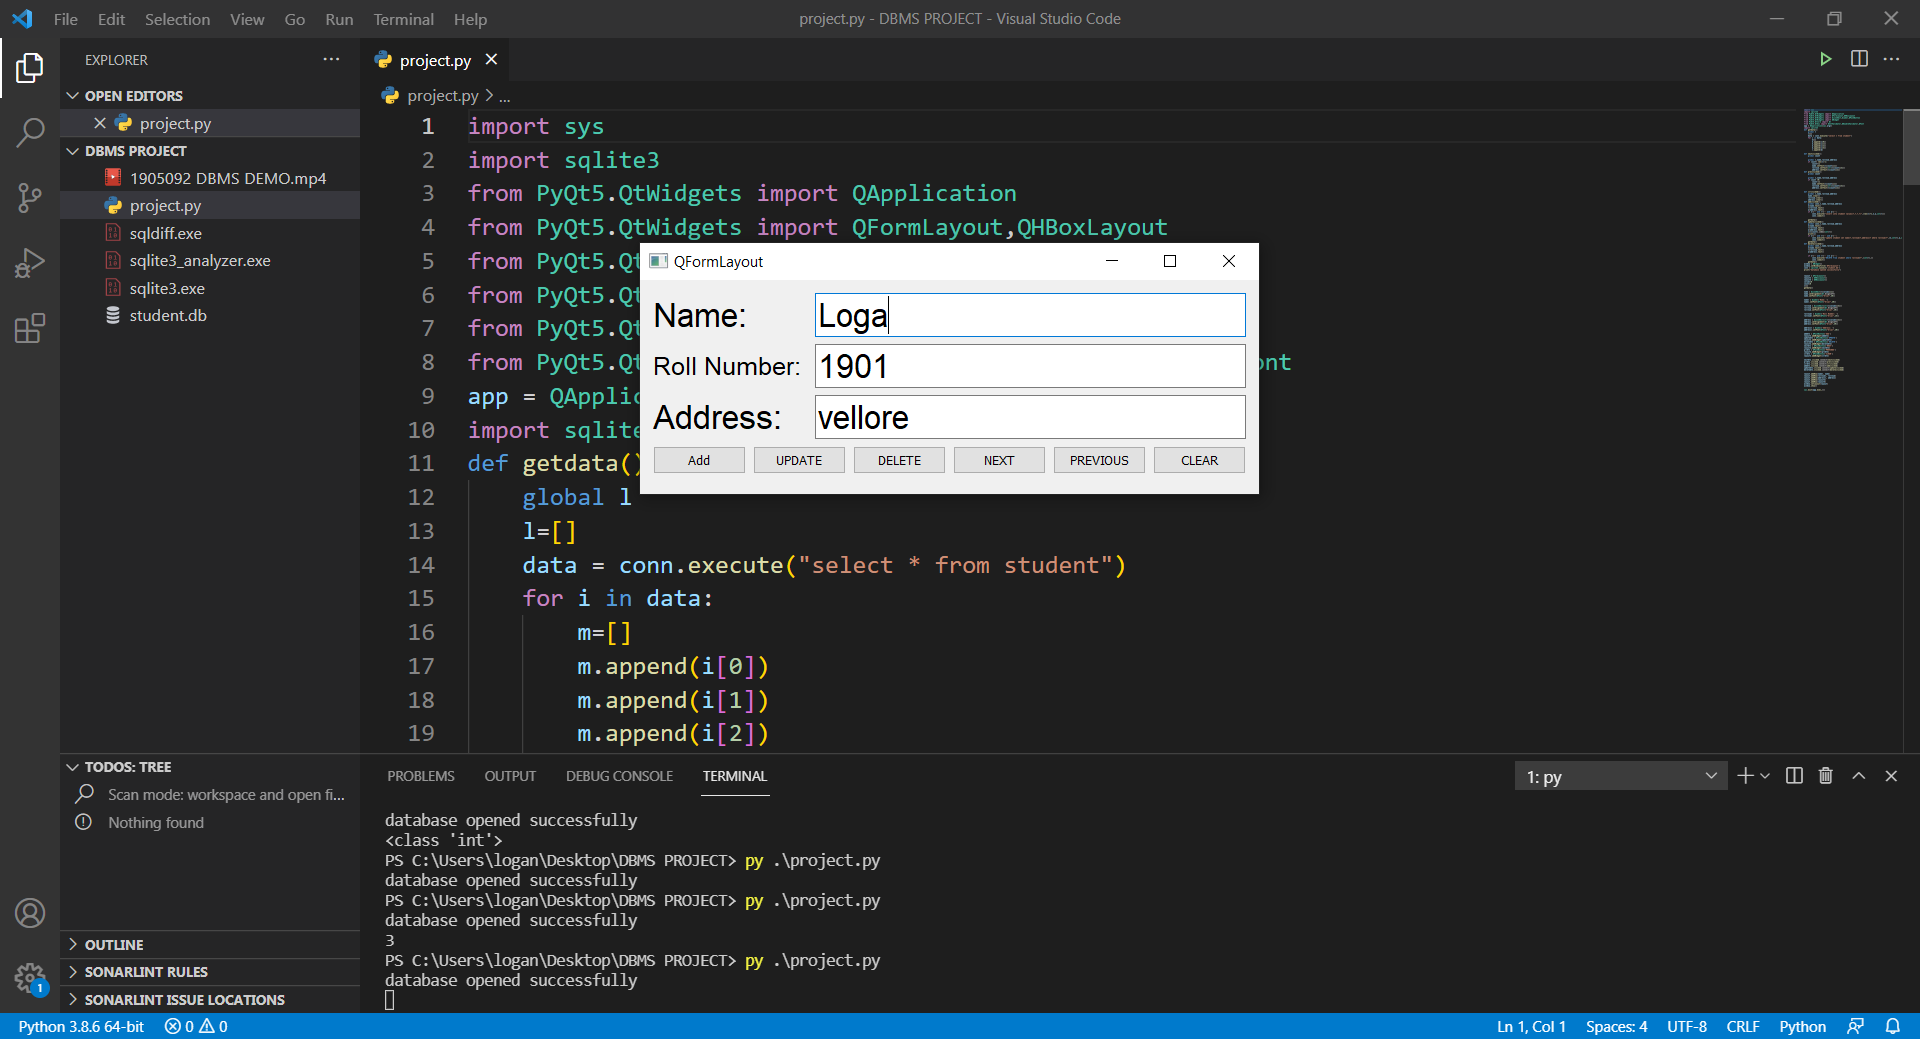 File Edit Selection View Go Run Terminal Help
project.py - DBMS PROJECT - Visual Studio Code
EXPLORER
OPEN EDITORS
project.py
DBMS PROJECT
1905092 DBMS DEMO.mp4
project.py
sqldiff.exe
sqlite3_analyzer.exe
sqlite3.exe
student.db
TODOS: TREE
Scan mode: workspace and open fi...
Nothing found
OUTLINE
SONARLINT RULES
SONARLINT ISSUE LOCATIONS
project.py
project.py > ...
1 import sys
2 import sqlite3
3 from PyQt5.QtWidgets import QApplication
4 from PyQt5.QtWidgets import QFormLayout,QHBoxLayout
5 from PyQt5.Qt
6 from PyQt5.Qt
7 from PyQt5.Qt
8 from PyQt5.Qt ont
9 app = QApplic
10 import sqlite
11 def getdata()
12 global l
13 l=[]
14 data = conn.execute("select * from student")
15 for i in data:
16 m=[]
17 m.append(i[0])
18 m.append(i[1])
19 m.append(i[2])
QFormLayout
Name: Loga
Roll Number: 1901
Address: vellore
Add UPDATE DELETE NEXT PREVIOUS CLEAR
PROBLEMS OUTPUT DEBUG CONSOLE TERMINAL
1: py
database opened successfully
<class 'int'>
PS C:\Users\logan\Desktop\DBMS PROJECT> py .\project.py
database opened successfully
PS C:\Users\logan\Desktop\DBMS PROJECT> py .\project.py
database opened successfully
3
PS C:\Users\logan\Desktop\DBMS PROJECT> py .\project.py
database opened successfully
1
Python 3.8.6 64-bit 0 0
Ln 1, Col 1 Spaces: 4 UTF-8 CRLF Python